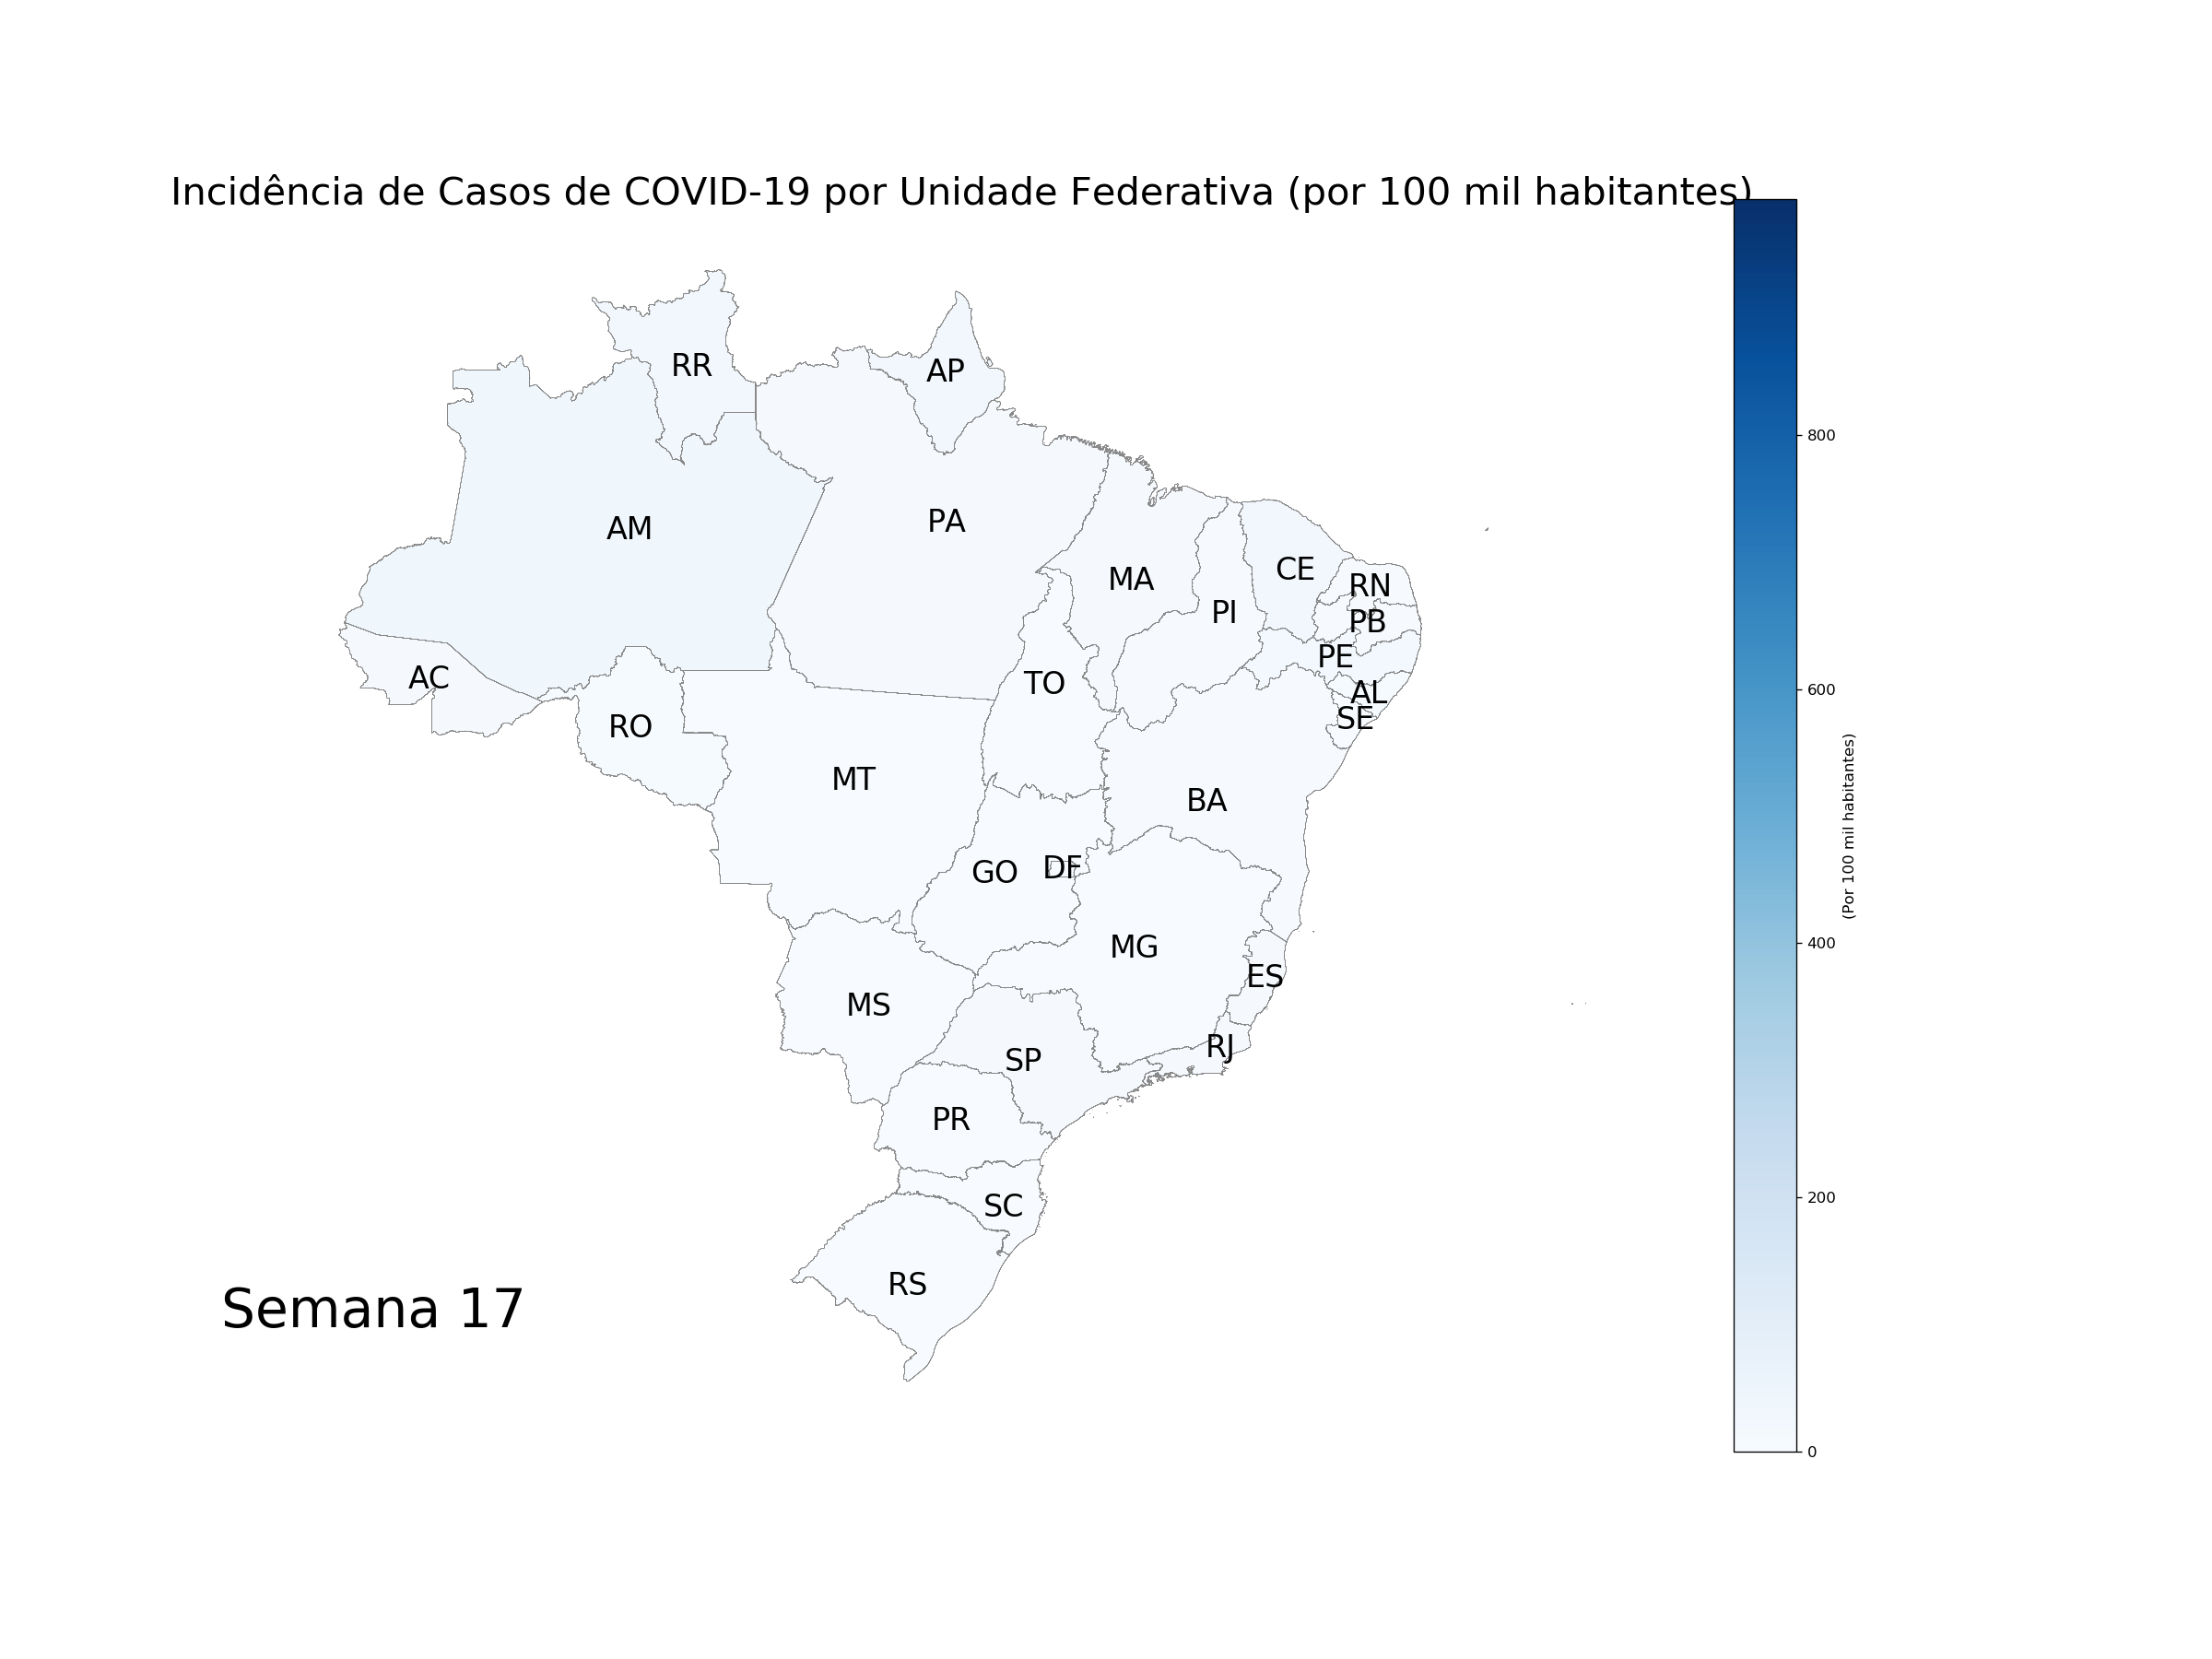 Incidência de Casos de COVID-19 por Unidade Federativa (por 100 mil habitantes)
RR
AP
AM
PA
MA
CE
RN
PI
PB
PE
AC
TO
AL
SE
RO
MT
BA
GO
DF
MG
ES
MS
RJ
SP
PR
SC
RS
Semana 17
800
600
400
200
0
(Por 100 mil habitantes)